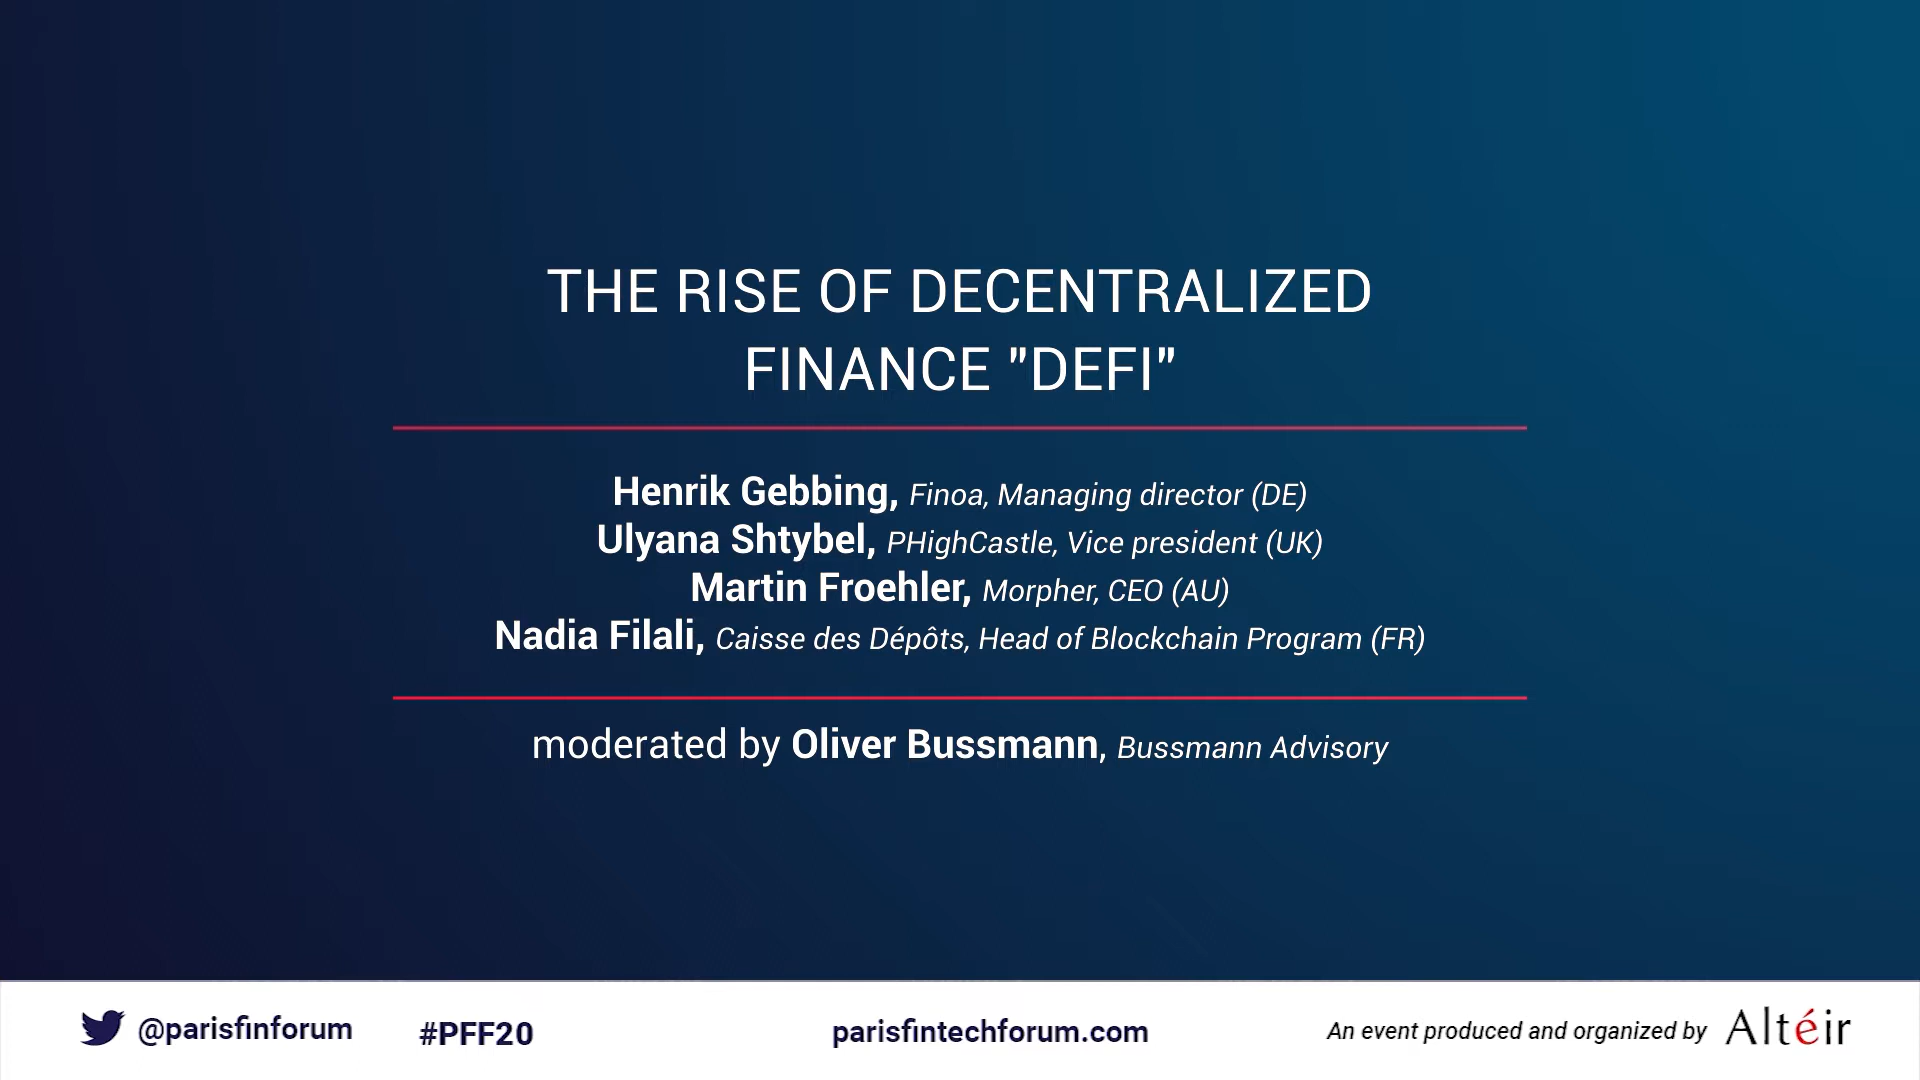 THE RISE OF DECENTRALIZED
FINANCE "DEFI"
Henrik Gebbing, Finoa, Managing director (DE)
Ulyana Shtybel, PHighCastle, Vice president (UK)
Martin Froehler, Morpher, CEO (AU)
Nadia Filali, Caisse des Dépôts, Head of Blockchain Program (FR)
moderated by Oliver Bussmann, Bussmann Advisory
@parisfinforum #PFF20 parisfintechforum.com An event produced and organized by Altéir